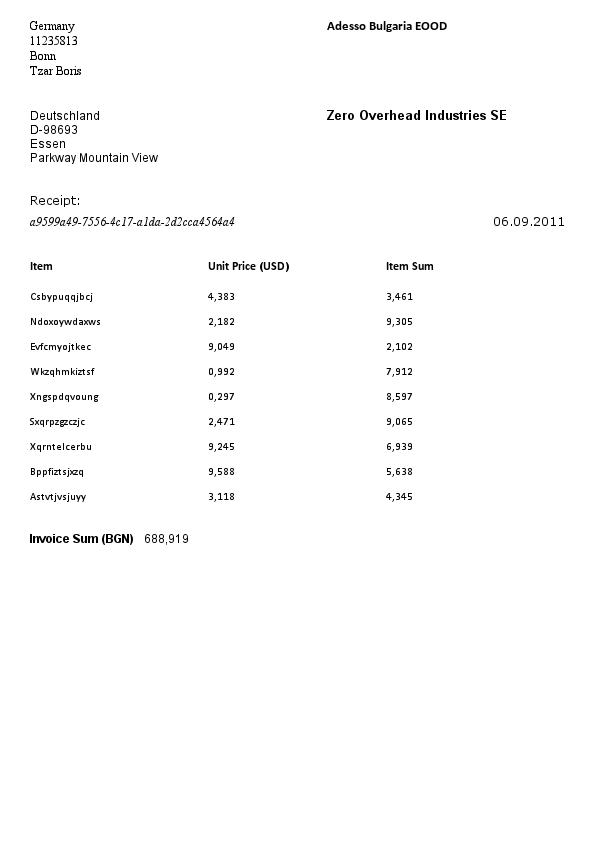 Germany
11235813
Bonn
Tzar Boris
Adesso Bulgaria EOOD
Deutschland
D-98693
Essen
Parkway Mountain View
Zero Overhead Industries SE
Receipt:
a9599a49-7556-4c17-a1da-2d2cca4564a4 06.09.2011
Item Unit Price (USD) Item Sum
Csbypuqqjbcj 4,383 3,461
Ndoxoywdaxws 2,182 9,305
Evfcmyojtkec 9,049 2,102
Wkzqhmkiztsf 0,992 7,912
Xngspdqvoung 0,297 8,597
Sxqrpzgzczjc 2,471 9,065
Xqrntelcerbu 9,245 6,939
Bppfiztsjxzq 9,588 5,638
Astvtjvsjuyy 3,118 4,345
Invoice Sum (BGN) 688,919